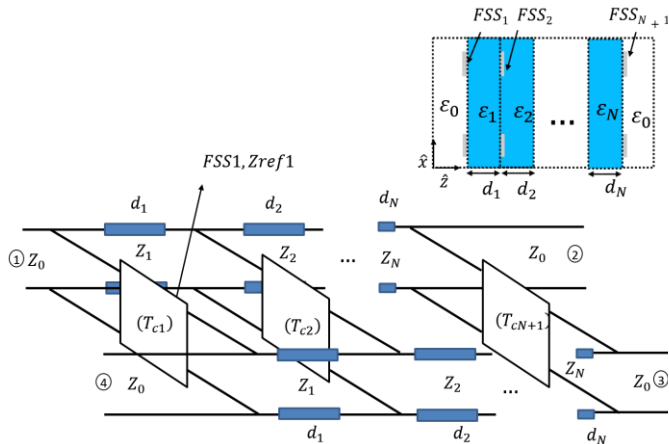 FSS₁ FSS₂ FSS_{N + 1}
ε₀ ε₁ ε₂ ... ε_N ε₀
x̂
ẑ d₁ d₂ d_N
FSS1, Zref1
d₁ d₂ d_N
① Z₀ Z₁ Z₂ ... Z_N Z₀ ②
(T_{c1}) (T_{c2}) (T_{cN+1})
④ Z₀ Z₁ Z₂ ... Z_N Z₀ ③
d₁ d₂ d_N